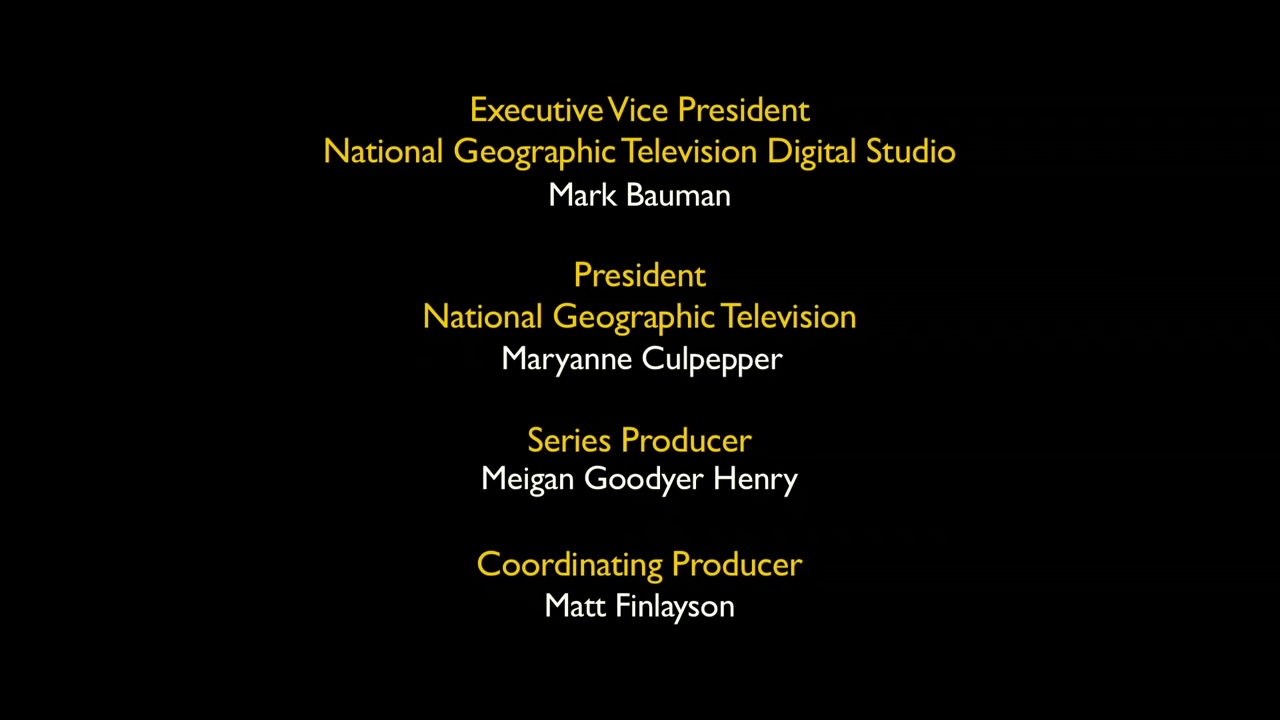 Executive Vice President
National Geographic Television Digital Studio
Mark Bauman
President
National Geographic Television
Maryanne Culpepper
Series Producer
Meigan Goodyer Henry
Coordinating Producer
Matt Finlayson